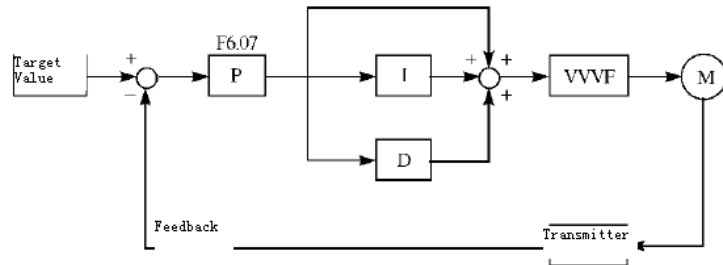 F6.07
Target
Value
+
−
P
I
D
+
+
+
VVVF
M
Feedback
Transmitter